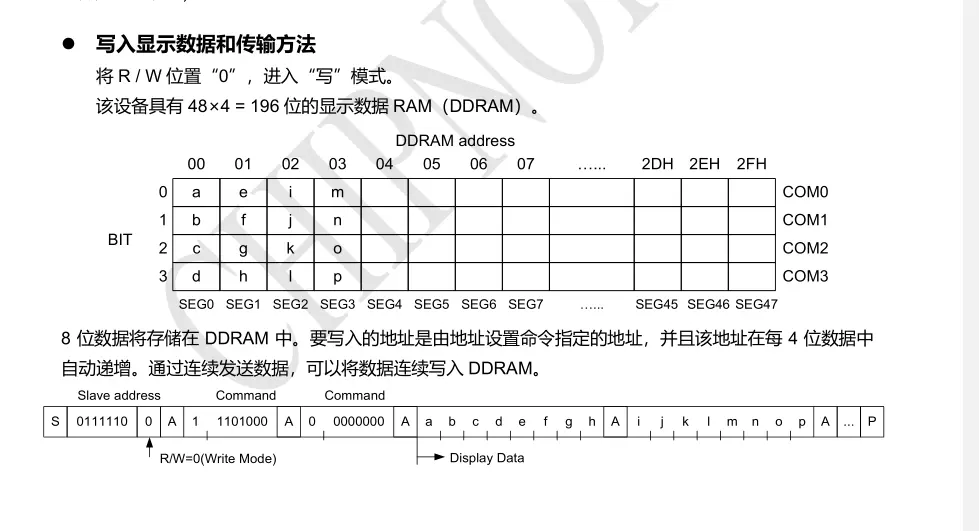 ● 写入显示数据和传输方法
将 R / W 位置“0”，进入“写”模式。
该设备具有 48×4 = 196 位的显示数据 RAM（DDRAM）。
DDRAM address
00 01 02 03 04 05 06 07 …... 2DH 2EH 2FH
0 a e i m COM0
1 b f j n COM1
BIT
2 c g k o COM2
3 d h l p COM3
SEG0 SEG1 SEG2 SEG3 SEG4 SEG5 SEG6 SEG7 …... SEG45 SEG46 SEG47
8 位数据将存储在 DDRAM 中。要写入的地址是由地址设置命令指定的地址，并且该地址在每 4 位数据中
自动递增。通过连续发送数据，可以将数据连续写入 DDRAM。
Slave address Command Command
S 0111110 0 A 1 1101000 A 0 0000000 A a b c d e f g h A i j k l m n o p A ... P
R/W=0(Write Mode) Display Data